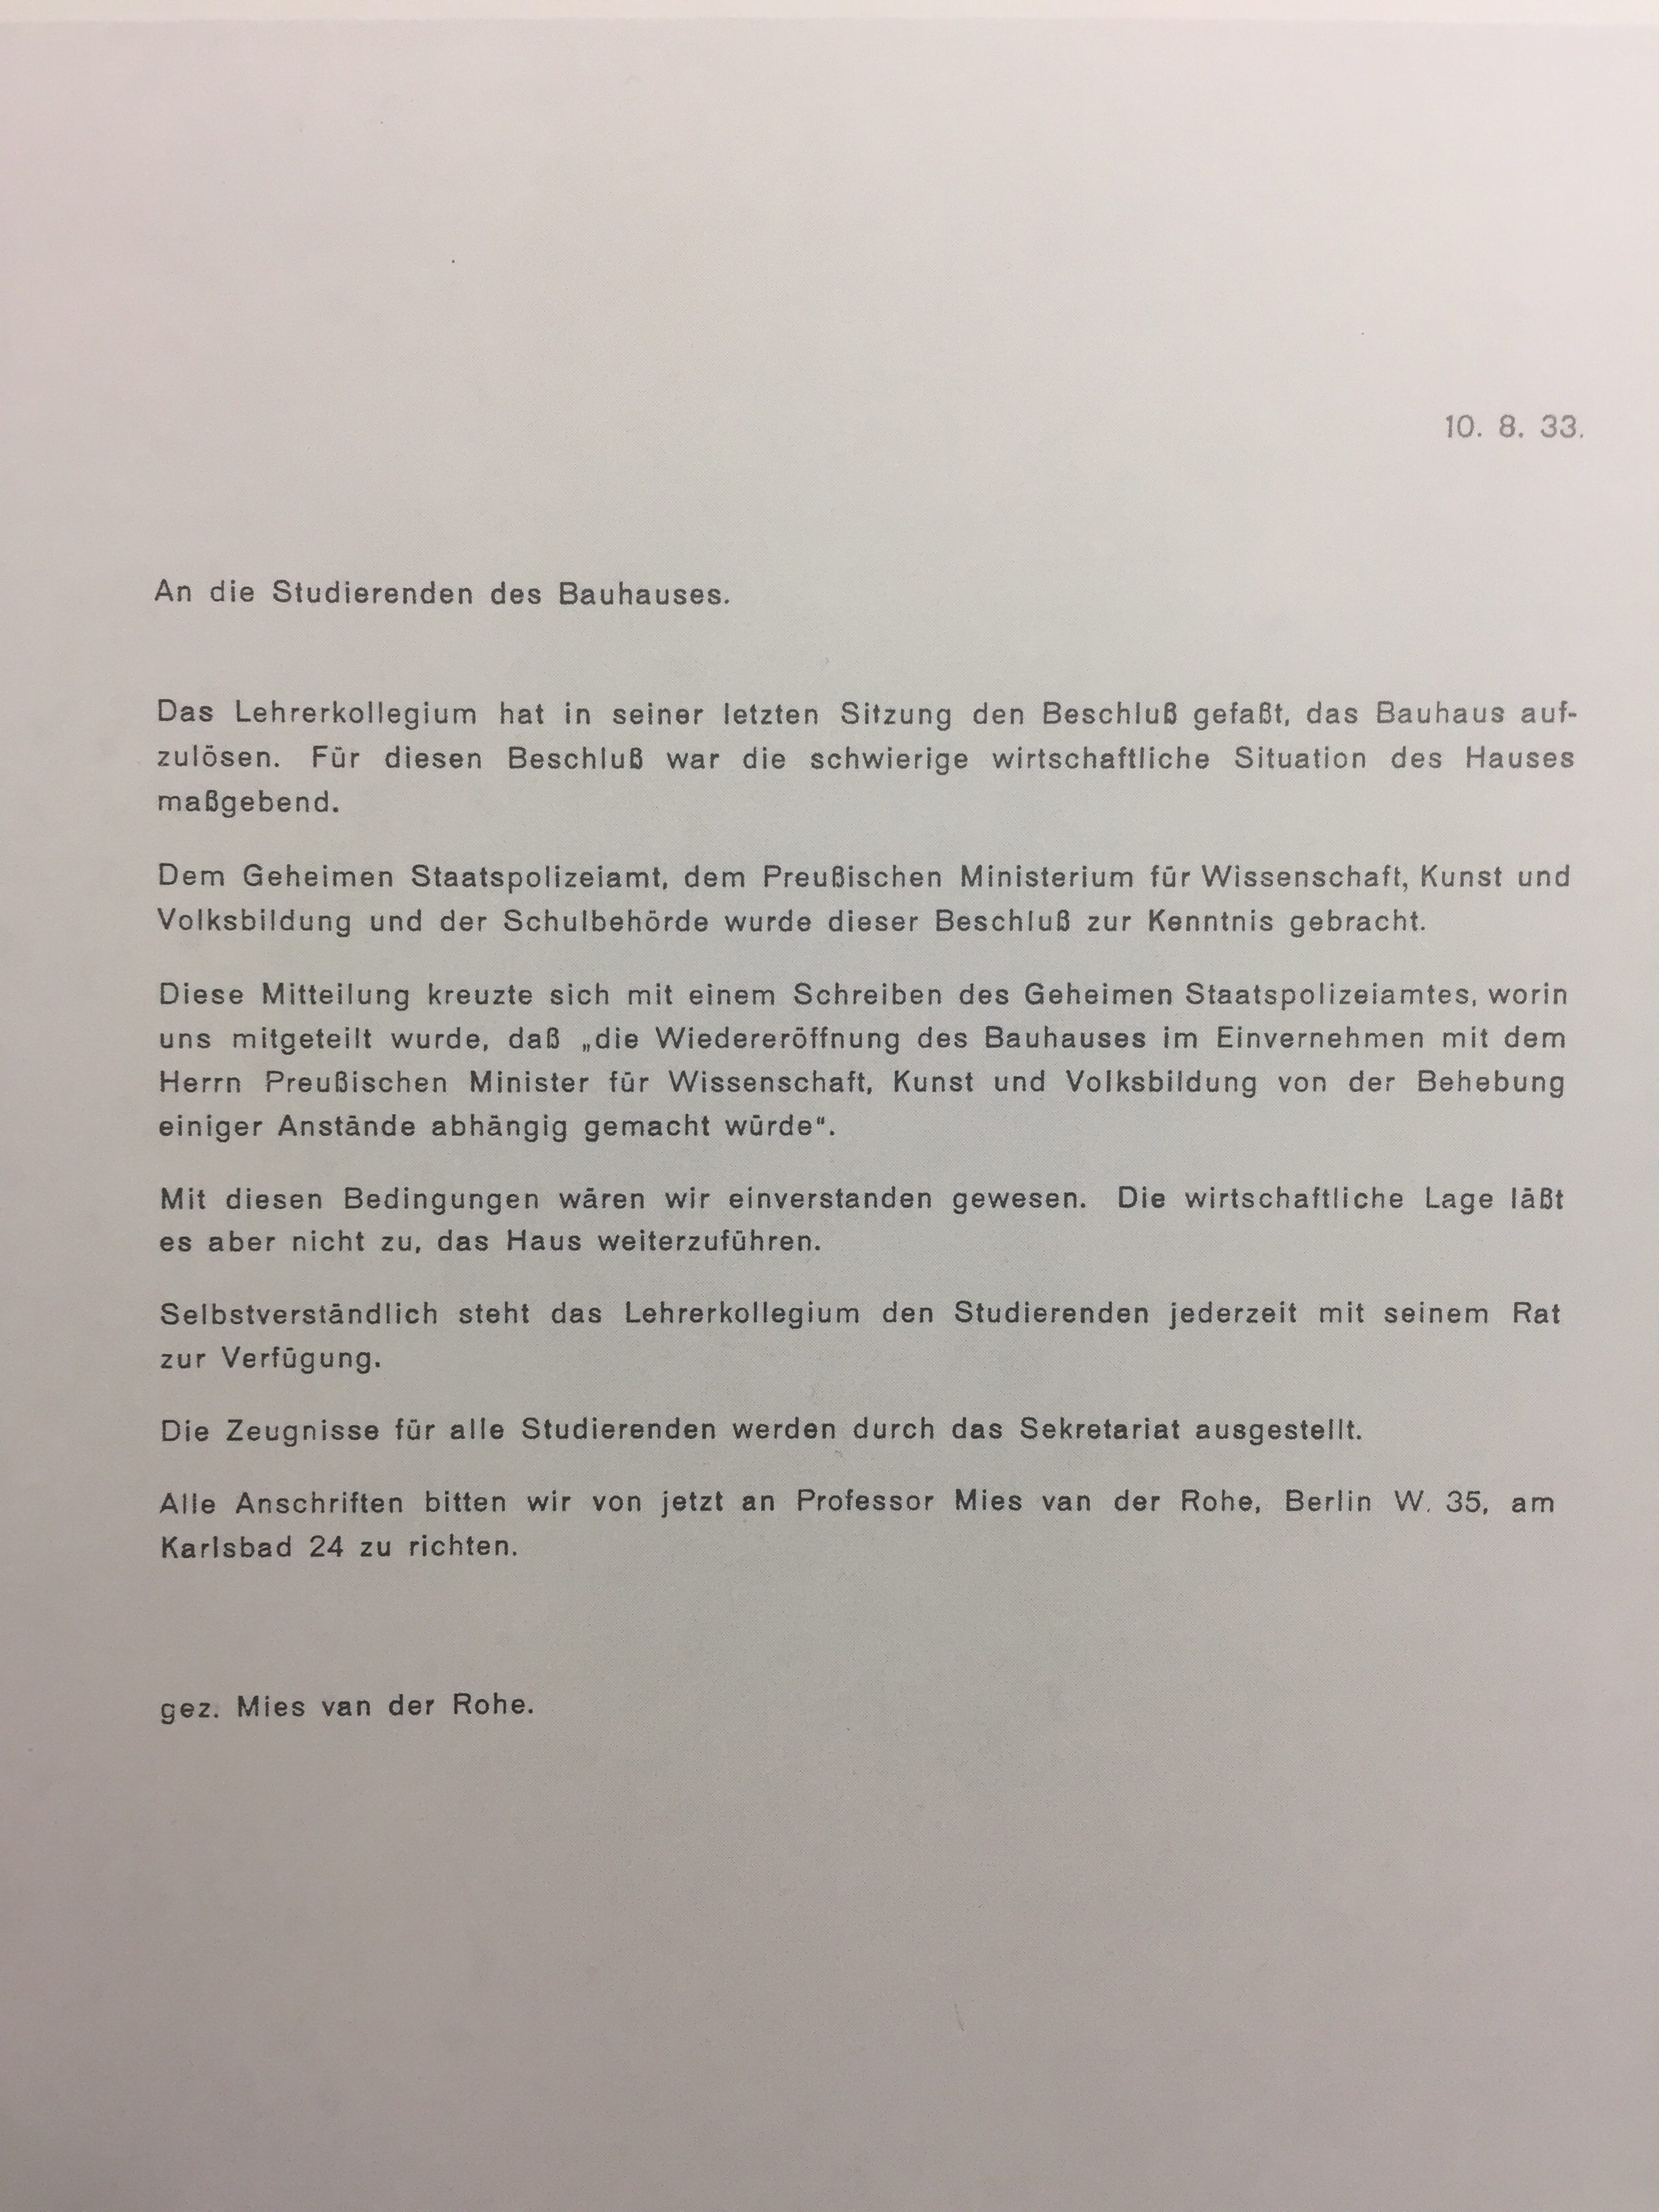 10. 8. 33.
An die Studierenden des Bauhauses.
Das Lehrerkollegium hat in seiner letzten Sitzung den Beschluß gefaßt, das Bauhaus auf-
zulösen. Für diesen Beschluß war die schwierige wirtschaftliche Situation des Hauses
maßgebend.
Dem Geheimen Staatspolizeiamt, dem Preußischen Ministerium für Wissenschaft, Kunst und
Volksbildung und der Schulbehörde wurde dieser Beschluß zur Kenntnis gebracht.
Diese Mitteilung kreuzte sich mit einem Schreiben des Geheimen Staatspolizeiamtes, worin
uns mitgeteilt wurde, daß „die Wiedereröffnung des Bauhauses im Einvernehmen mit dem
Herrn Preußischen Minister für Wissenschaft, Kunst und Volksbildung von der Behebung
einiger Anstände abhängig gemacht würde“.
Mit diesen Bedingungen wären wir einverstanden gewesen. Die wirtschaftliche Lage läßt
es aber nicht zu, das Haus weiterzuführen.
Selbstverständlich steht das Lehrerkollegium den Studierenden jederzeit mit seinem Rat
zur Verfügung.
Die Zeugnisse für alle Studierenden werden durch das Sekretariat ausgestellt.
Alle Anschriften bitten wir von jetzt an Professor Mies van der Rohe, Berlin W. 35, am
Karlsbad 24 zu richten.
gez. Mies van der Rohe.